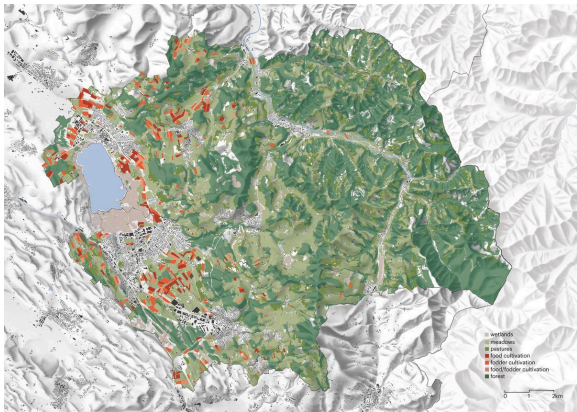 wetlands
meadows
pastures
food cultivation
fodder cultivation
food/fodder cultivation
forest
0 1 2km